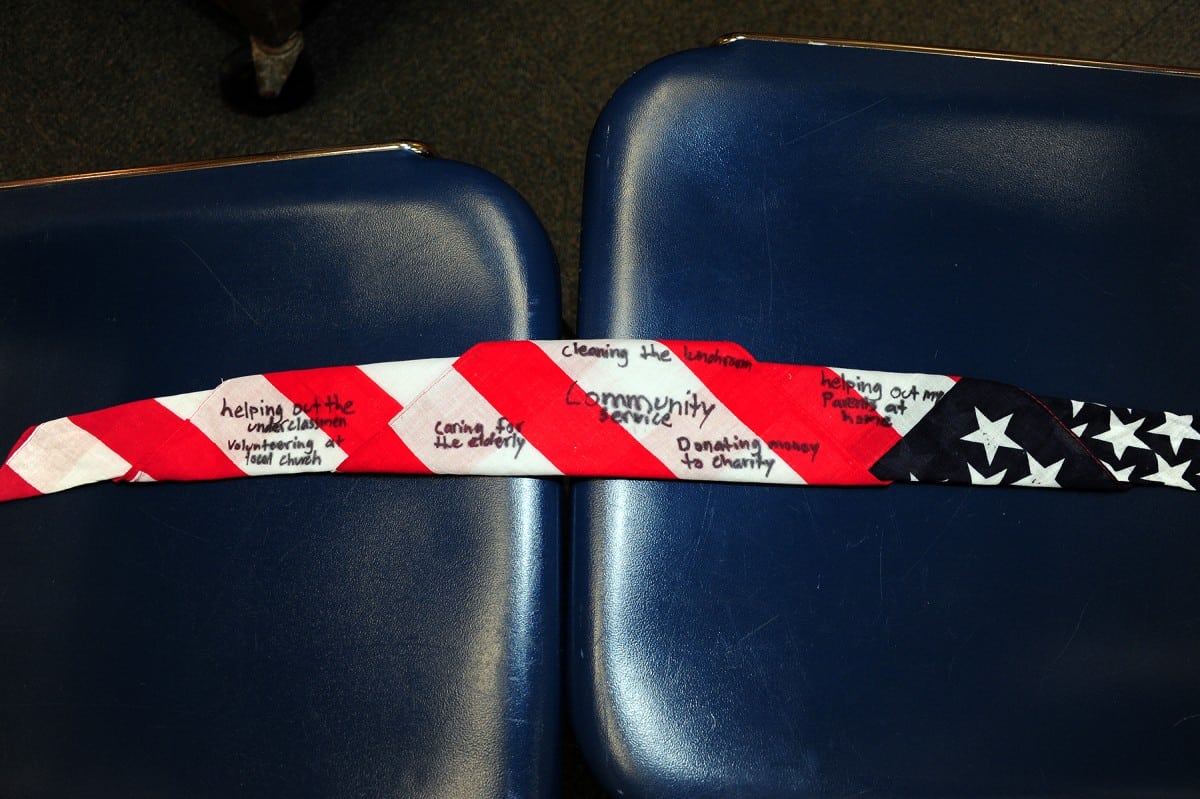 helping out the
underclassmen
volunteering at
local church
caring for
the elderly
cleaning the lunchroom
Community
service
Donating money
to charity
helping out my
Parents at
home